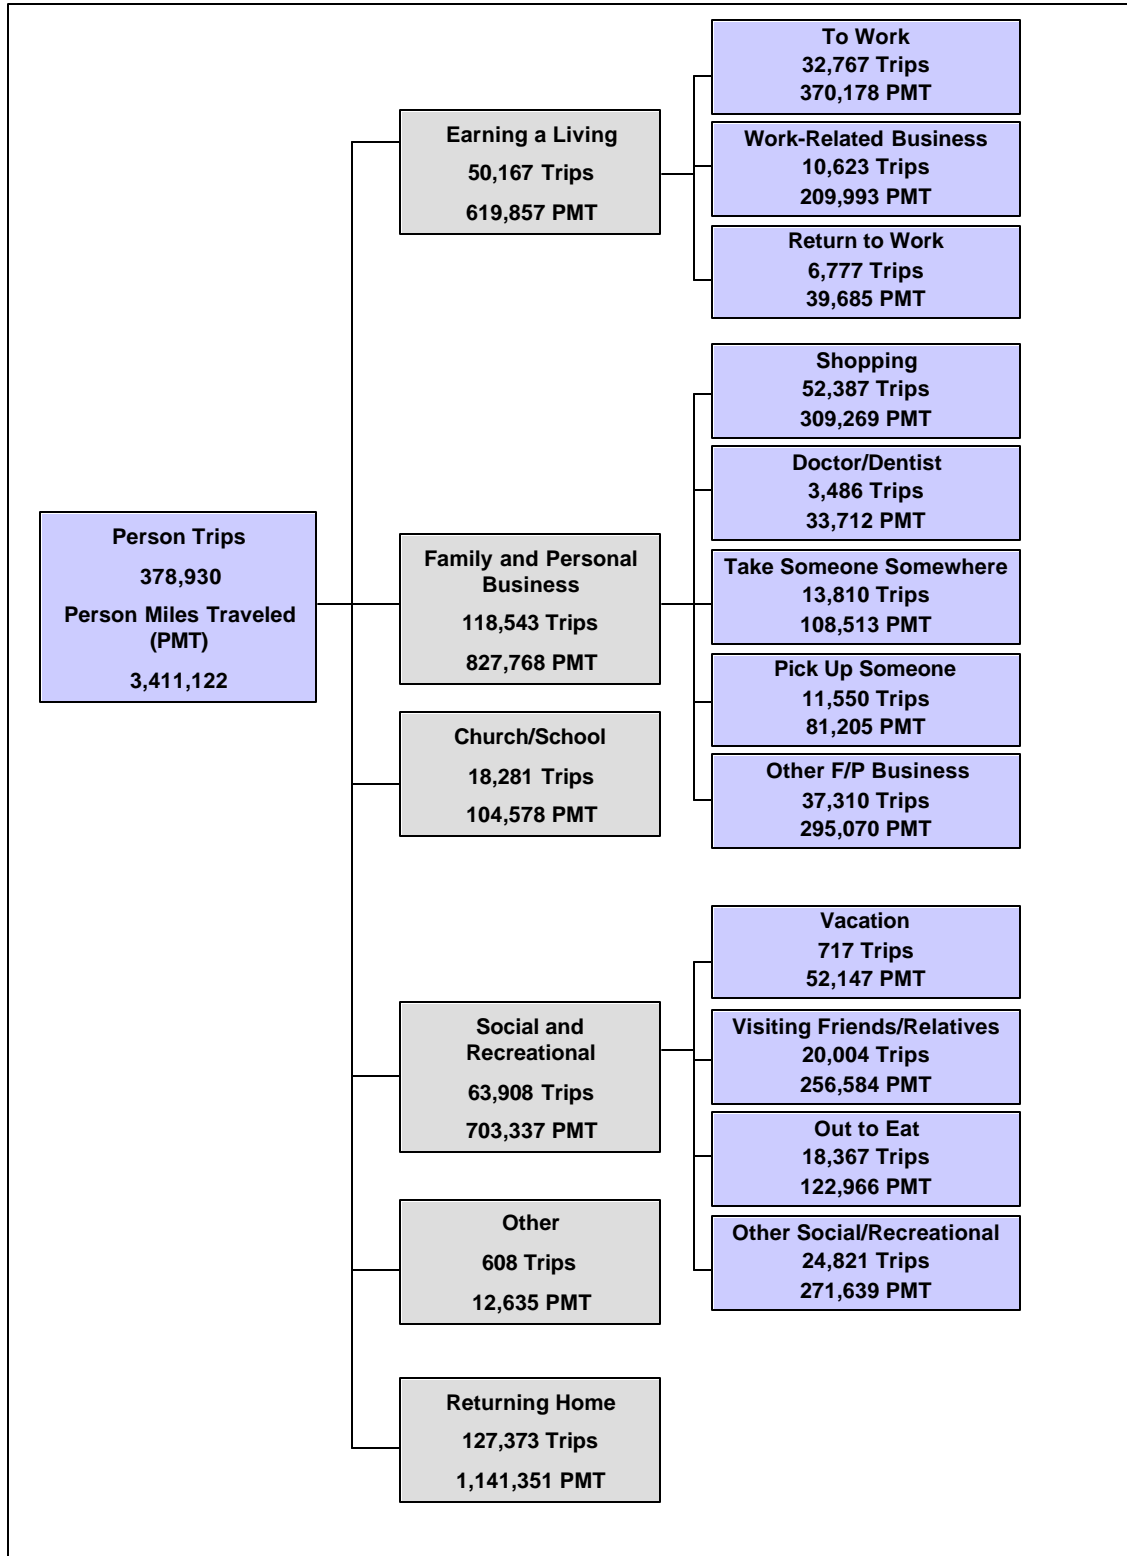 Person Trips
378,930
Person Miles Traveled
(PMT)
3,411,122
Earning a Living
50,167 Trips
619,857 PMT
To Work
32,767 Trips
370,178 PMT
Work-Related Business
10,623 Trips
209,993 PMT
Return to Work
6,777 Trips
39,685 PMT
Family and Personal
Business
118,543 Trips
827,768 PMT
Shopping
52,387 Trips
309,269 PMT
Doctor/Dentist
3,486 Trips
33,712 PMT
Take Someone Somewhere
13,810 Trips
108,513 PMT
Pick Up Someone
11,550 Trips
81,205 PMT
Other F/P Business
37,310 Trips
295,070 PMT
Church/School
18,281 Trips
104,578 PMT
Social and
Recreational
63,908 Trips
703,337 PMT
Vacation
717 Trips
52,147 PMT
Visiting Friends/Relatives
20,004 Trips
256,584 PMT
Out to Eat
18,367 Trips
122,966 PMT
Other Social/Recreational
24,821 Trips
271,639 PMT
Other
608 Trips
12,635 PMT
Returning Home
127,373 Trips
1,141,351 PMT